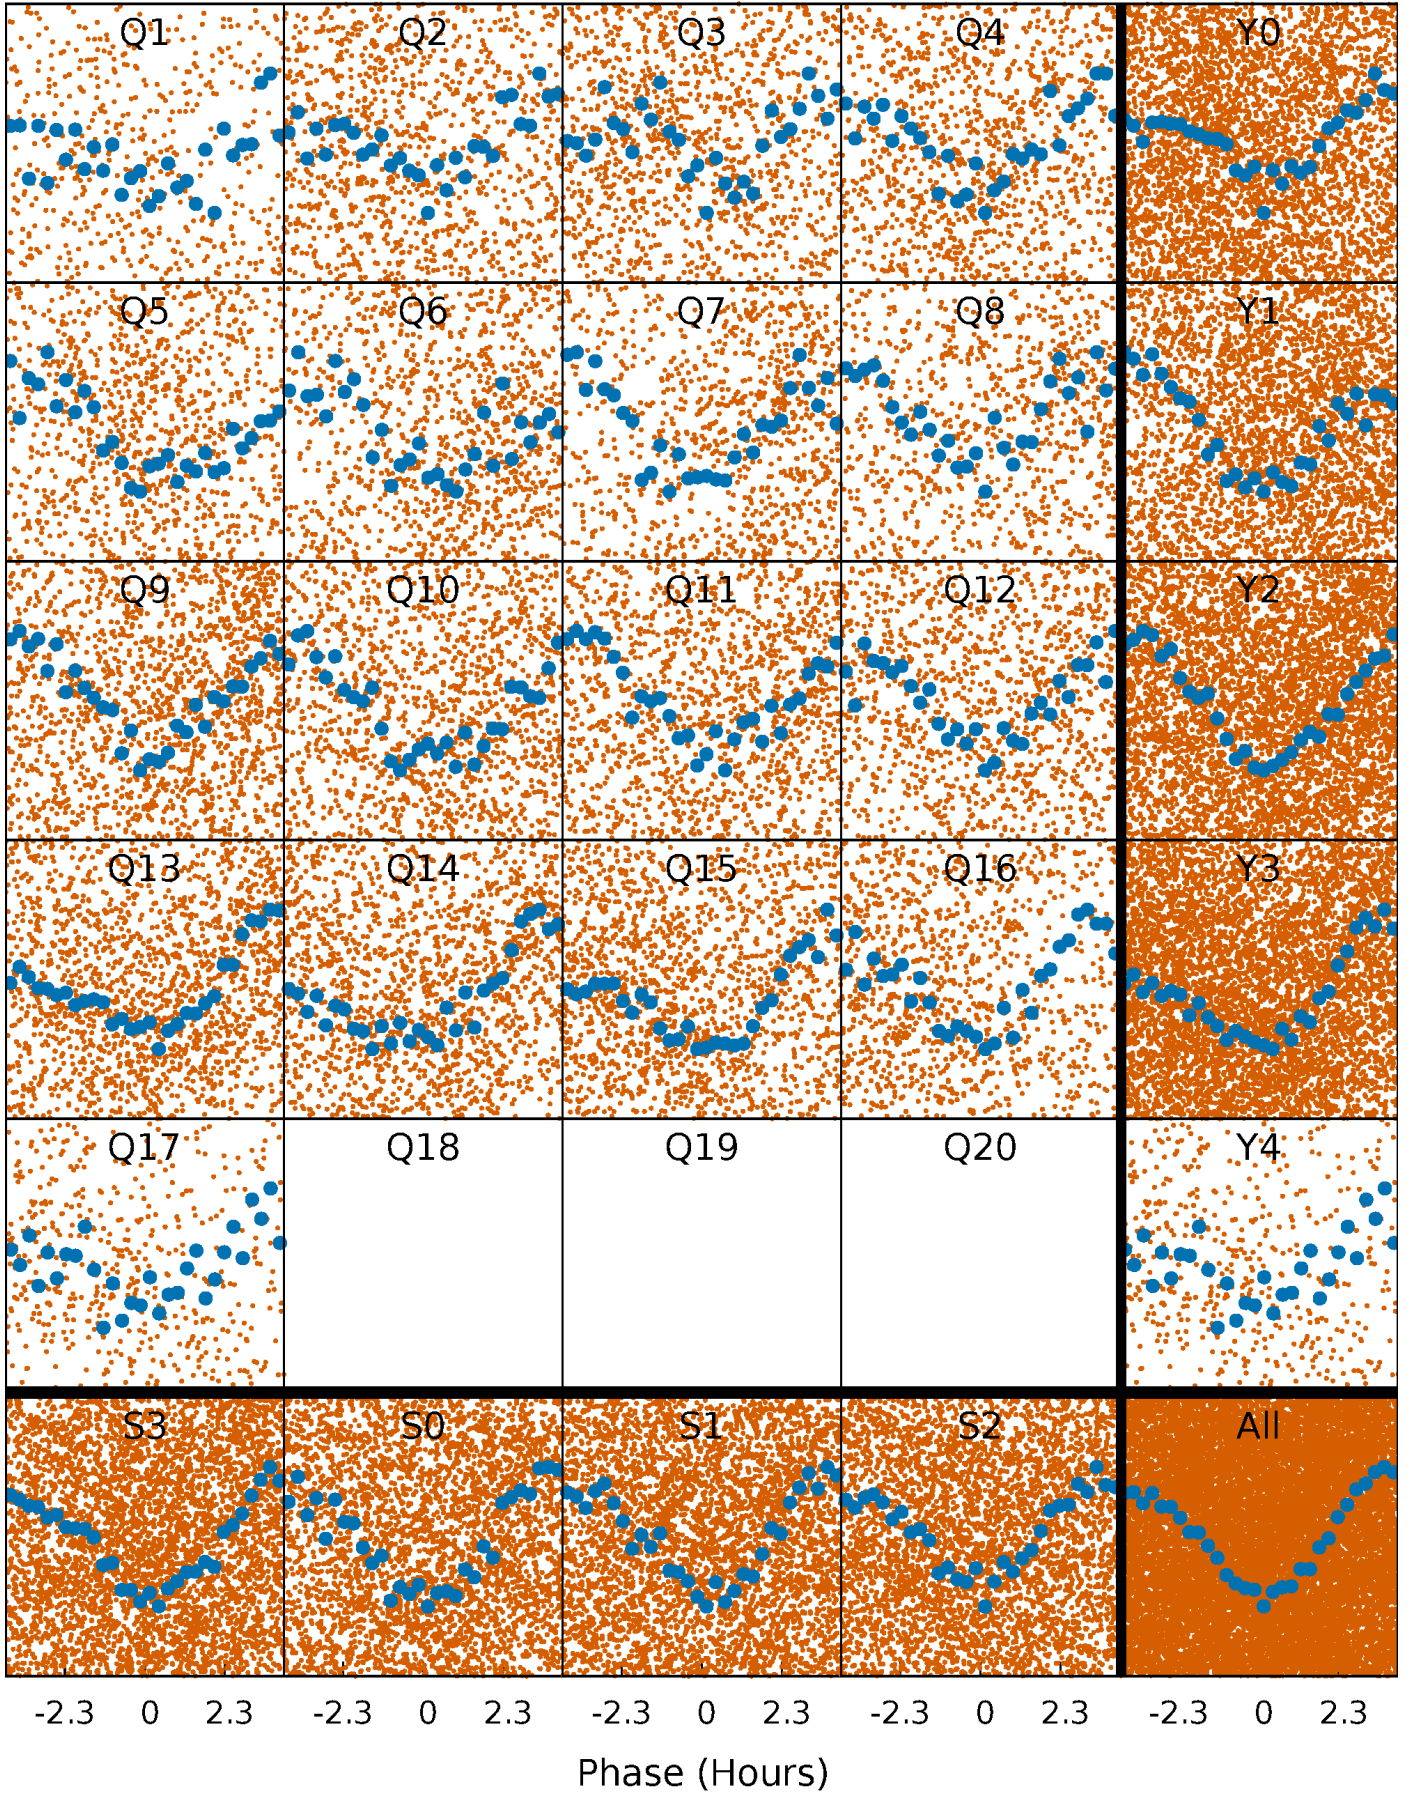 Q1 Q2 Q3 Q4 Y0
Q5 Q6 Q7 Q8 Y1
Q9 Q10 Q11 Q12 Y2
Q13 Q14 Q15 Q16 Y3
Q17 Q18 Q19 Q20 Y4
S3 S0 S1 S2 All
-2.3 0 2.3 -2.3 0 2.3 -2.3 0 2.3 -2.3 0 2.3 -2.3 0 2.3
Phase (Hours)